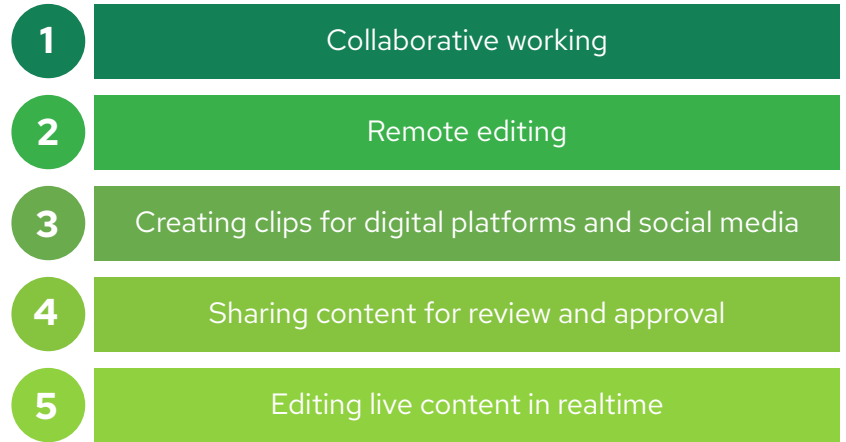 1 Collaborative working
2 Remote editing
3 Creating clips for digital platforms and social media
4 Sharing content for review and approval
5 Editing live content in realtime